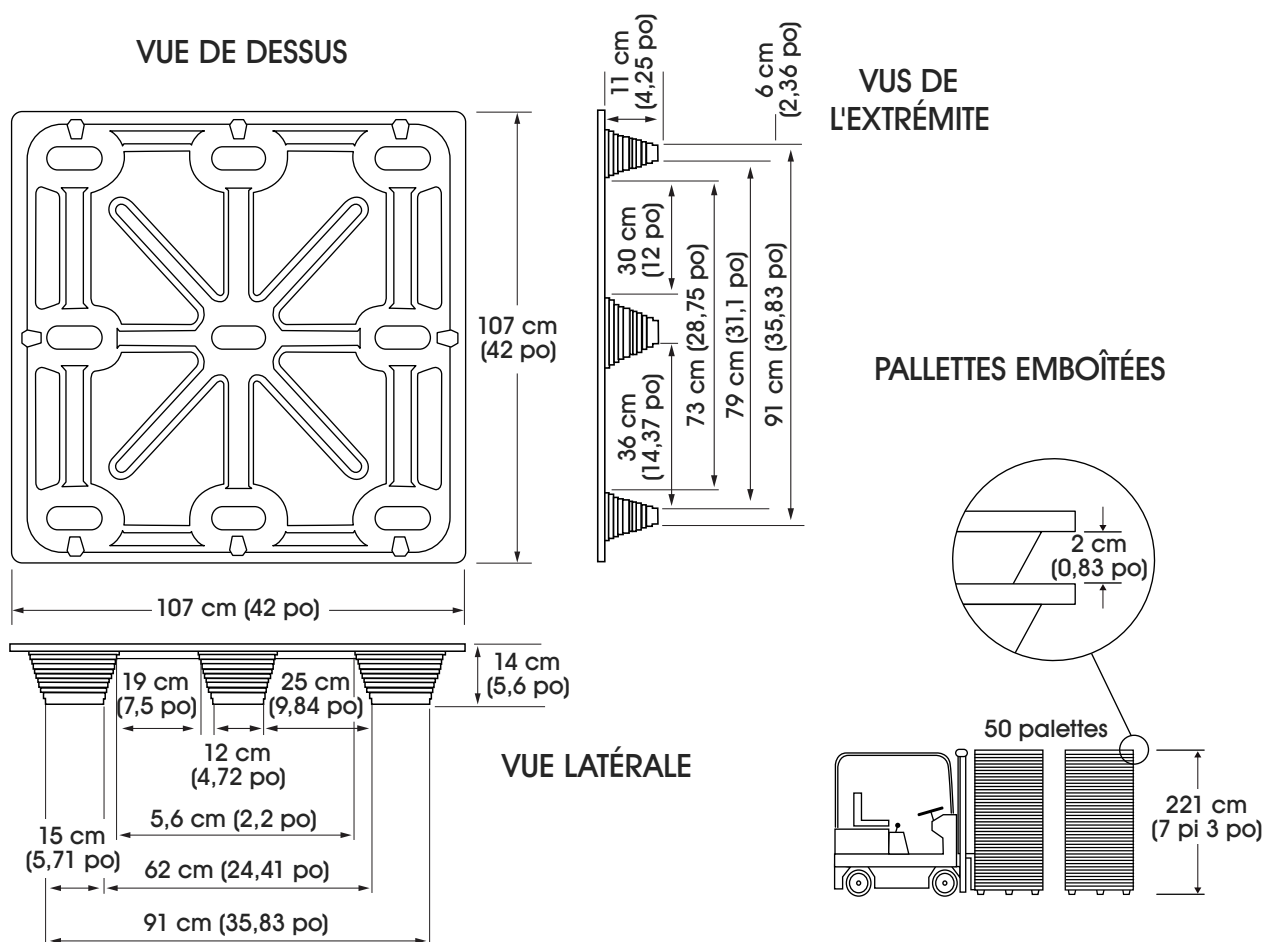 VUE DE DESSUS
107 cm
(42 po)
107 cm (42 po)
11 cm
(4,25 po)
6 cm
(2,36 po)
VUS DE
L'EXTRÉMITE
30 cm
(12 po)
36 cm
(14,37 po)
73 cm (28,75 po)
79 cm (31,1 po)
91 cm (35,83 po)
PALLETTES EMBOÎTÉES
2 cm
(0,83 po)
50 palettes
221 cm
(7 pi 3 po)
14 cm
(5,6 po)
19 cm
(7,5 po)
25 cm
(9,84 po)
12 cm
(4,72 po)
VUE LATÉRALE
5,6 cm (2,2 po)
15 cm
(5,71 po)
62 cm (24,41 po)
91 cm (35,83 po)